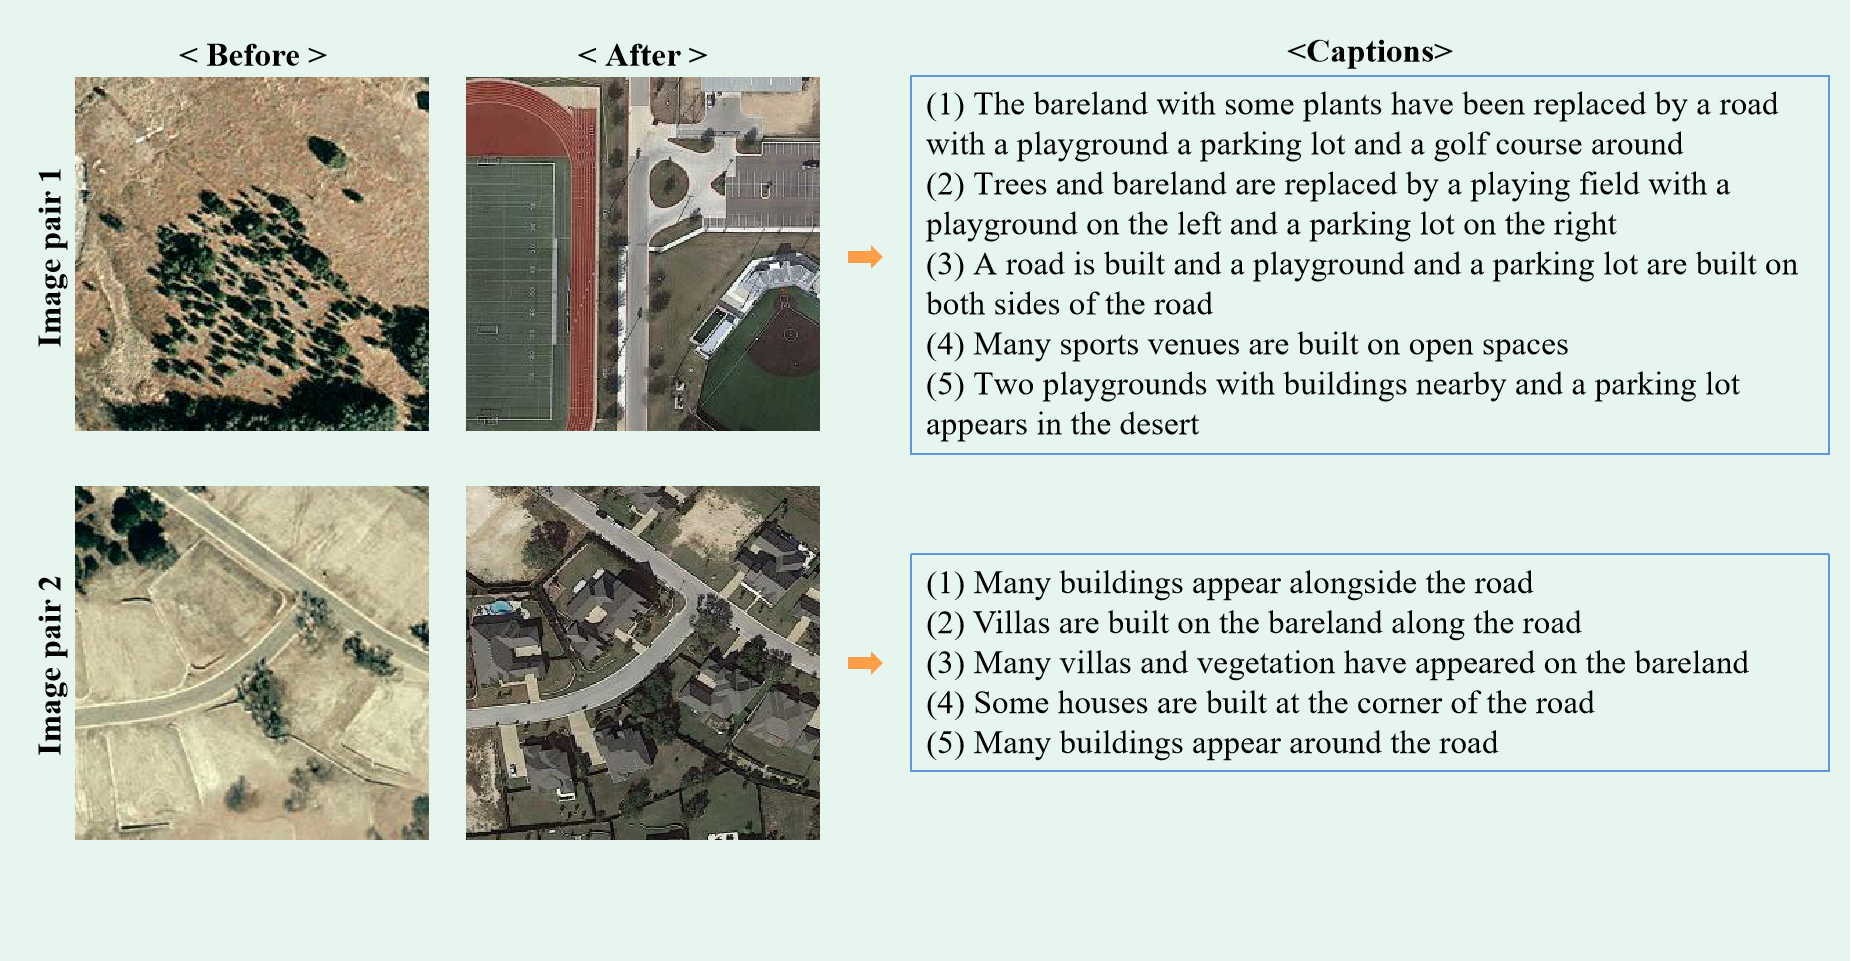 < Before >
< After >
<Captions>
Image pair 1
(1) The bareland with some plants have been replaced by a road
with a playground a parking lot and a golf course around
(2) Trees and bareland are replaced by a playing field with a
playground on the left and a parking lot on the right
(3) A road is built and a playground and a parking lot are built on
both sides of the road
(4) Many sports venues are built on open spaces
(5) Two playgrounds with buildings nearby and a parking lot
appears in the desert
Image pair 2
(1) Many buildings appear alongside the road
(2) Villas are built on the bareland along the road
(3) Many villas and vegetation have appeared on the bareland
(4) Some houses are built at the corner of the road
(5) Many buildings appear around the road